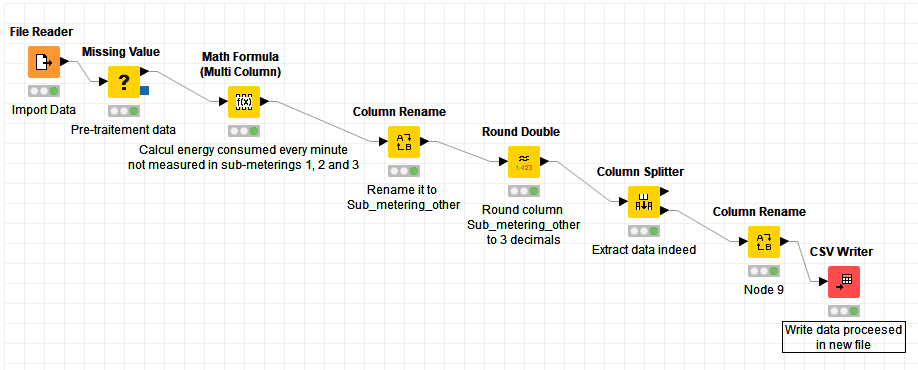 File Reader
Import Data
Missing Value
?
Pre-traitement data
Math Formula
(Multi Column)
f(x)
Calcul energy consumed every minute
not measured in sub-meterings 1, 2 and 3
Column Rename
A
B
Rename it to
Sub_metering_other
Round Double
≈
1.423
Round column
Sub_metering_other
to 3 decimals
Column Splitter
Extract data indeed
Column Rename
A
B
Node 9
CSV Writer
Write data proceesed
in new file